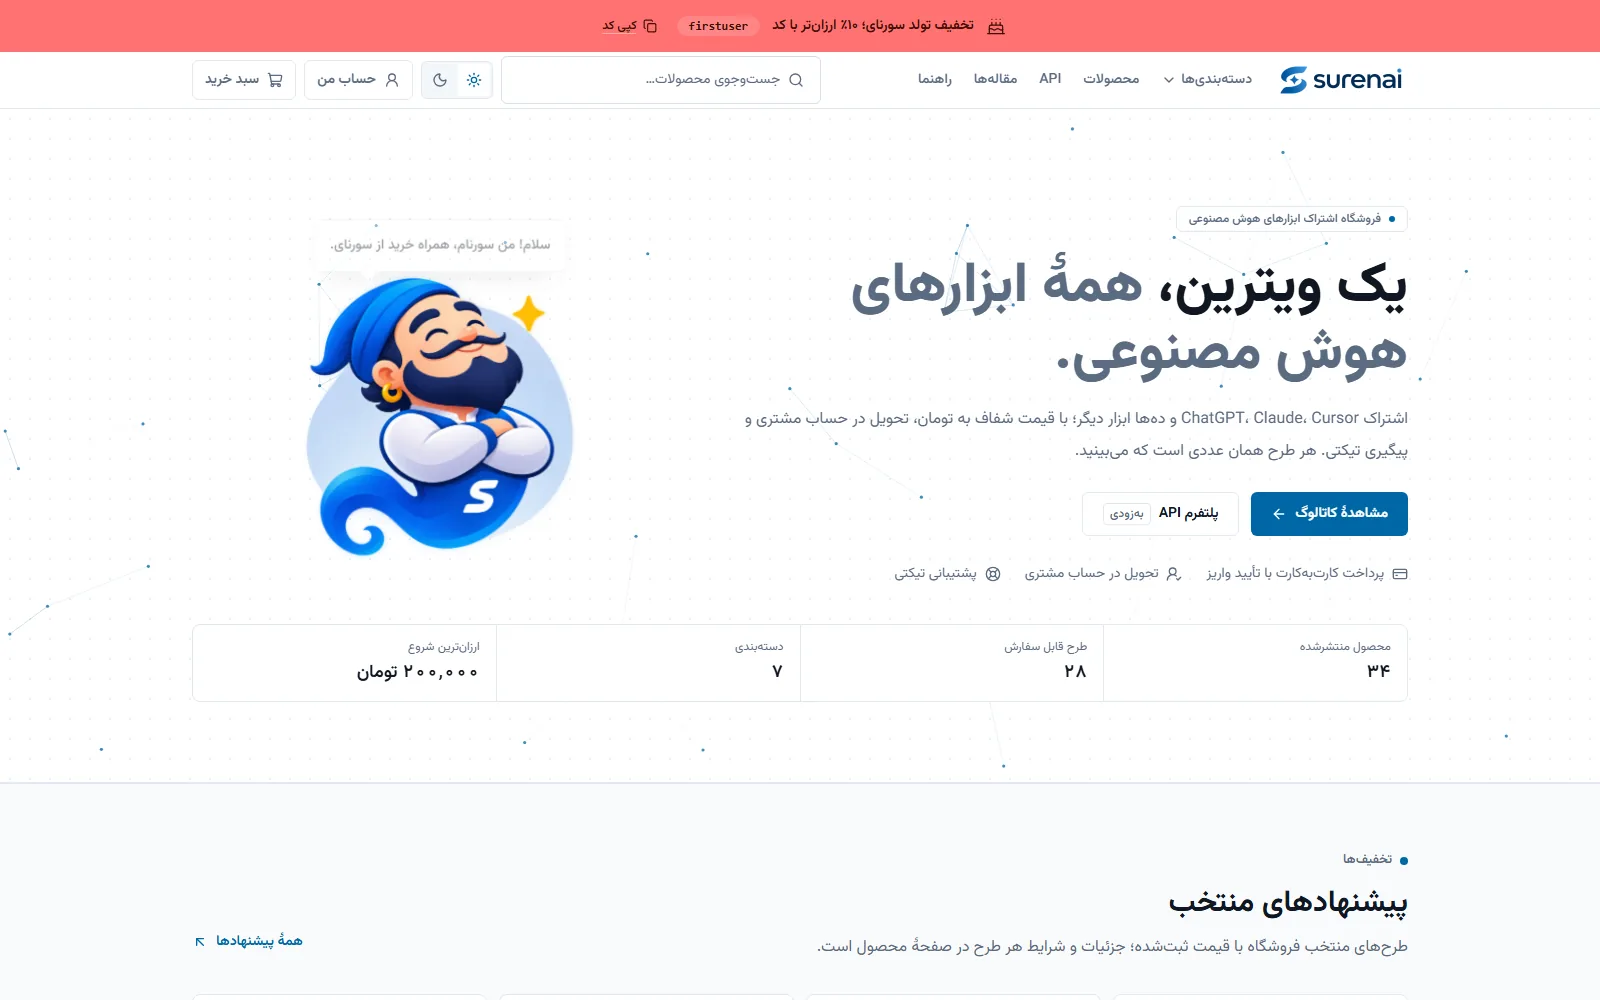 تخفیف تولد سورنای؛ ۱۰٪ ارزان‌تر با کد
firstuser
کپی کد
surenai
دسته‌بندی‌ها
محصولات
API
مقاله‌ها
راهنما
جست‌وجوی محصولات...
حساب من
سبد خرید
فروشگاه اشتراک ابزارهای هوش مصنوعی
یک ویترین، همهٔ ابزارهای
هوش مصنوعی.
اشتراک ChatGPT، Claude، Cursor و ده‌ها ابزار دیگر؛ با قیمت شفاف به تومان، تحویل در حساب مشتری و
پیگیری تیکتی. هر طرح همان عددی است که می‌بینید.
مشاهدهٔ کاتالوگ
پلتفرم API
به‌زودی
پرداخت کارت‌به‌کارت با تأیید واریز
تحویل در حساب مشتری
پشتیبانی تیکتی
سلام! من سورنام، همراه خرید از سورنای.
S
محصول منتشرشده
۳۴
طرح قابل سفارش
۲۸
دسته‌بندی
۷
ارزان‌ترین شروع
۲۰۰,۰۰۰ تومان
تخفیف‌ها
پیشنهادهای منتخب
طرح‌های منتخب فروشگاه با قیمت ثبت‌شده؛ جزئیات و شرایط هر طرح در صفحهٔ محصول است.
همهٔ پیشنهادها